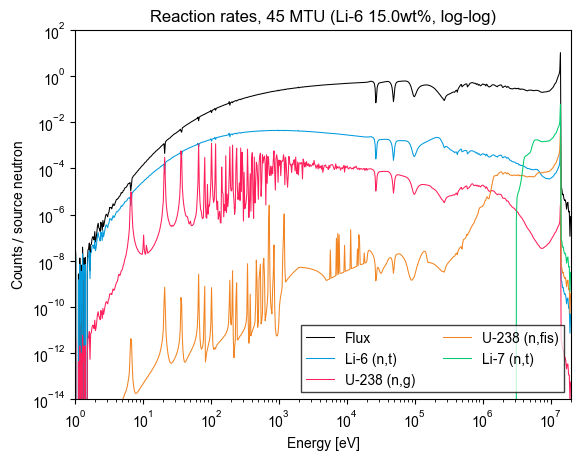 Reaction rates, 45 MTU (Li-6 15.0wt%, log-log)
Counts / source neutron
10^2
10^0
10^−2
10^−4
10^−6
10^−8
10^−10
10^−12
10^−14
Flux
Li-6 (n,t)
U-238 (n,g)
U-238 (n,fis)
Li-7 (n,t)
10^0 10^1 10^2 10^3 10^4 10^5 10^6 10^7
Energy [eV]